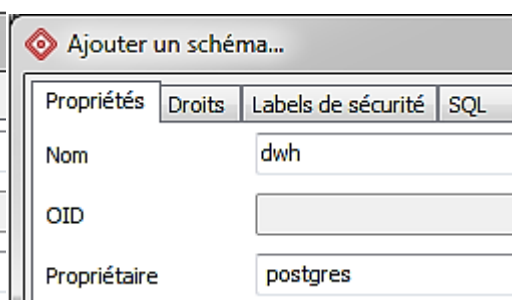 Ajouter un schéma...
Propriétés Droits Labels de sécurité SQL
Nom dwh
OID
Propriétaire postgres